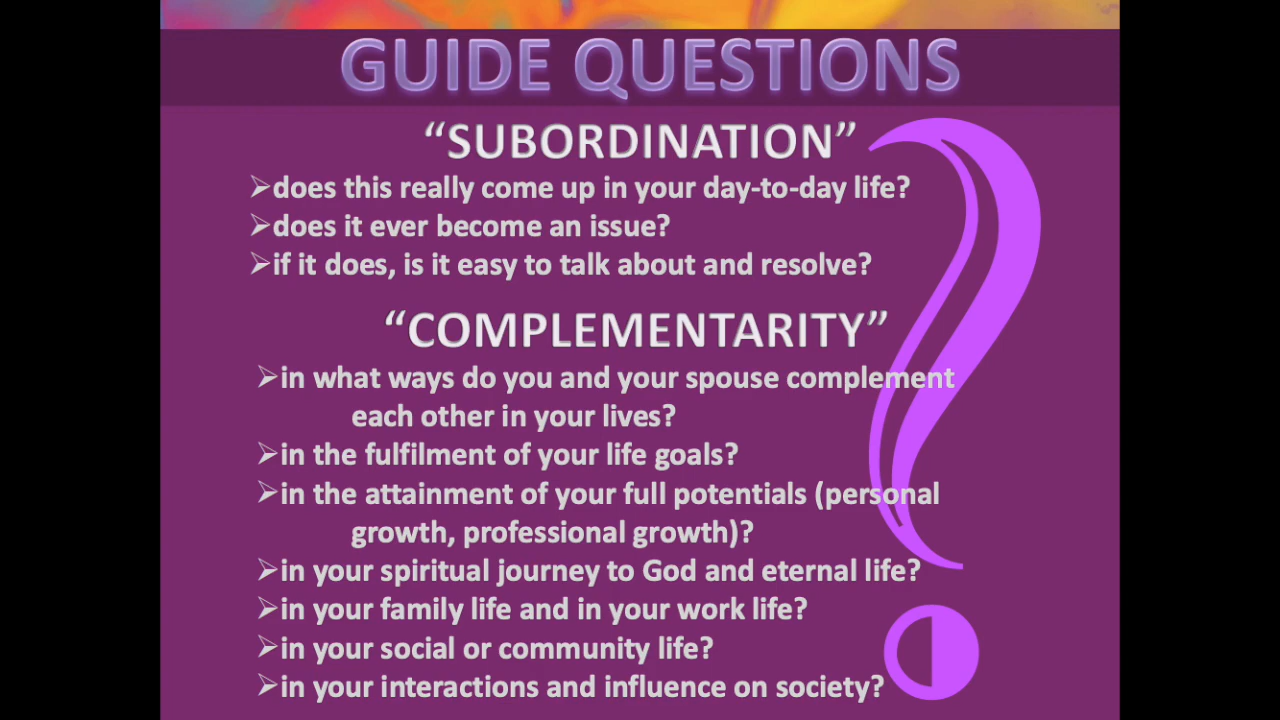 GUIDE QUESTIONS
“SUBORDINATION”
➢does this really come up in your day-to-day life?
➢does it ever become an issue?
➢if it does, is it easy to talk about and resolve?
“COMPLEMENTARITY”
➢in what ways do you and your spouse complement
each other in your lives?
➢in the fulfilment of your life goals?
➢in the attainment of your full potentials (personal
growth, professional growth)?
➢in your spiritual journey to God and eternal life?
➢in your family life and in your work life?
➢in your social or community life?
➢in your interactions and influence on society?